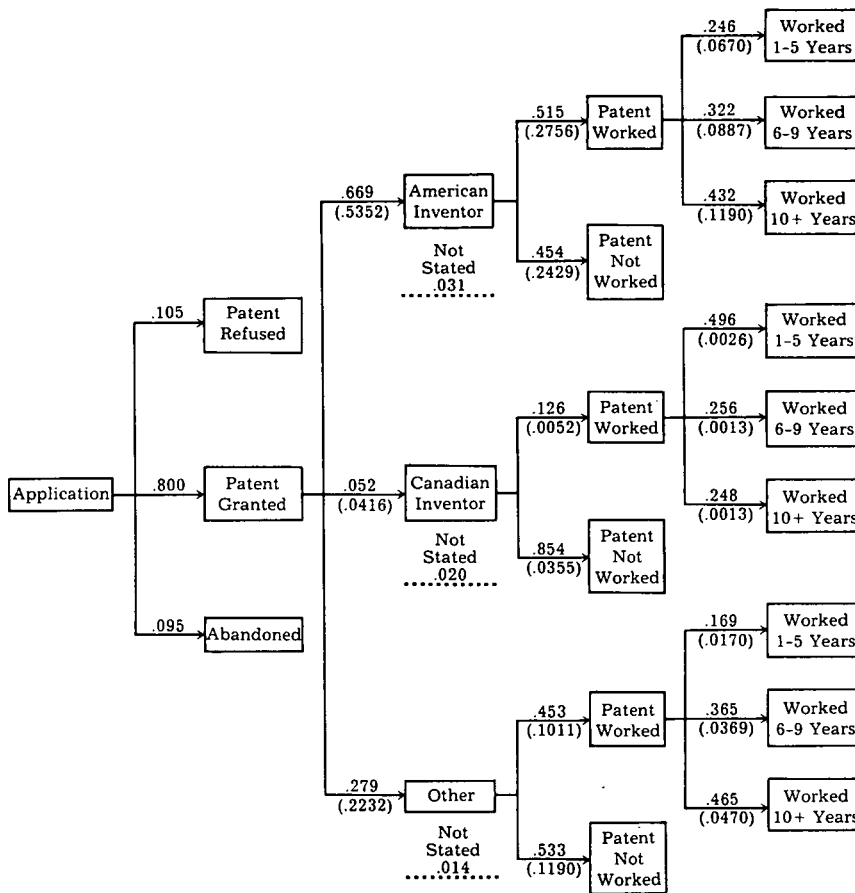 .246
(.0670)
Worked
1-5 Years
.515
(.2756)
Patent
Worked
.322
(.0887)
Worked
6-9 Years
.669
(.5352)
American
Inventor
.432
(.1190)
Worked
10+ Years
Not
Stated
.031
.454
(.2429)
Patent
Not
Worked
.105
Patent
Refused
.496
(.0026)
Worked
1-5 Years
.126
(.0052)
Patent
Worked
.256
(.0013)
Worked
6-9 Years
Application
.800
Patent
Granted
.052
(.0416)
Canadian
Inventor
.248
(.0013)
Worked
10+ Years
Not
Stated
.020
.854
(.0355)
Patent
Not
Worked
.095
Abandoned
.169
(.0170)
Worked
1-5 Years
.453
(.1011)
Patent
Worked
.365
(.0369)
Worked
6-9 Years
.279
(.2232)
Other
.465
(.0470)
Worked
10+ Years
Not
Stated
.014
.533
(.1190)
Patent
Not
Worked